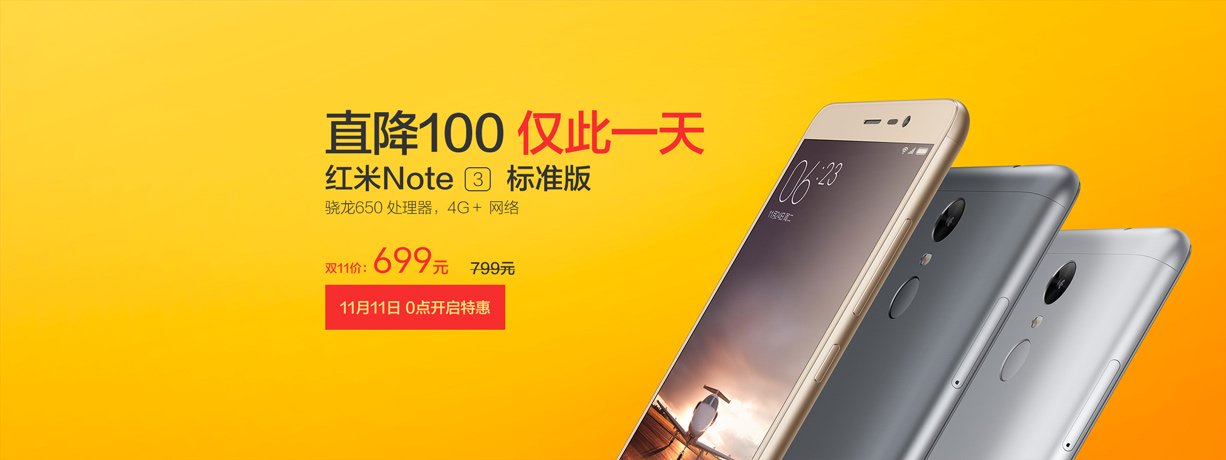 直降100 仅此一天
红米Note 3 标准版
骁龙650 处理器，4G+ 网络
双11价：699元 799元
11月11日 0点开启特惠
06:23